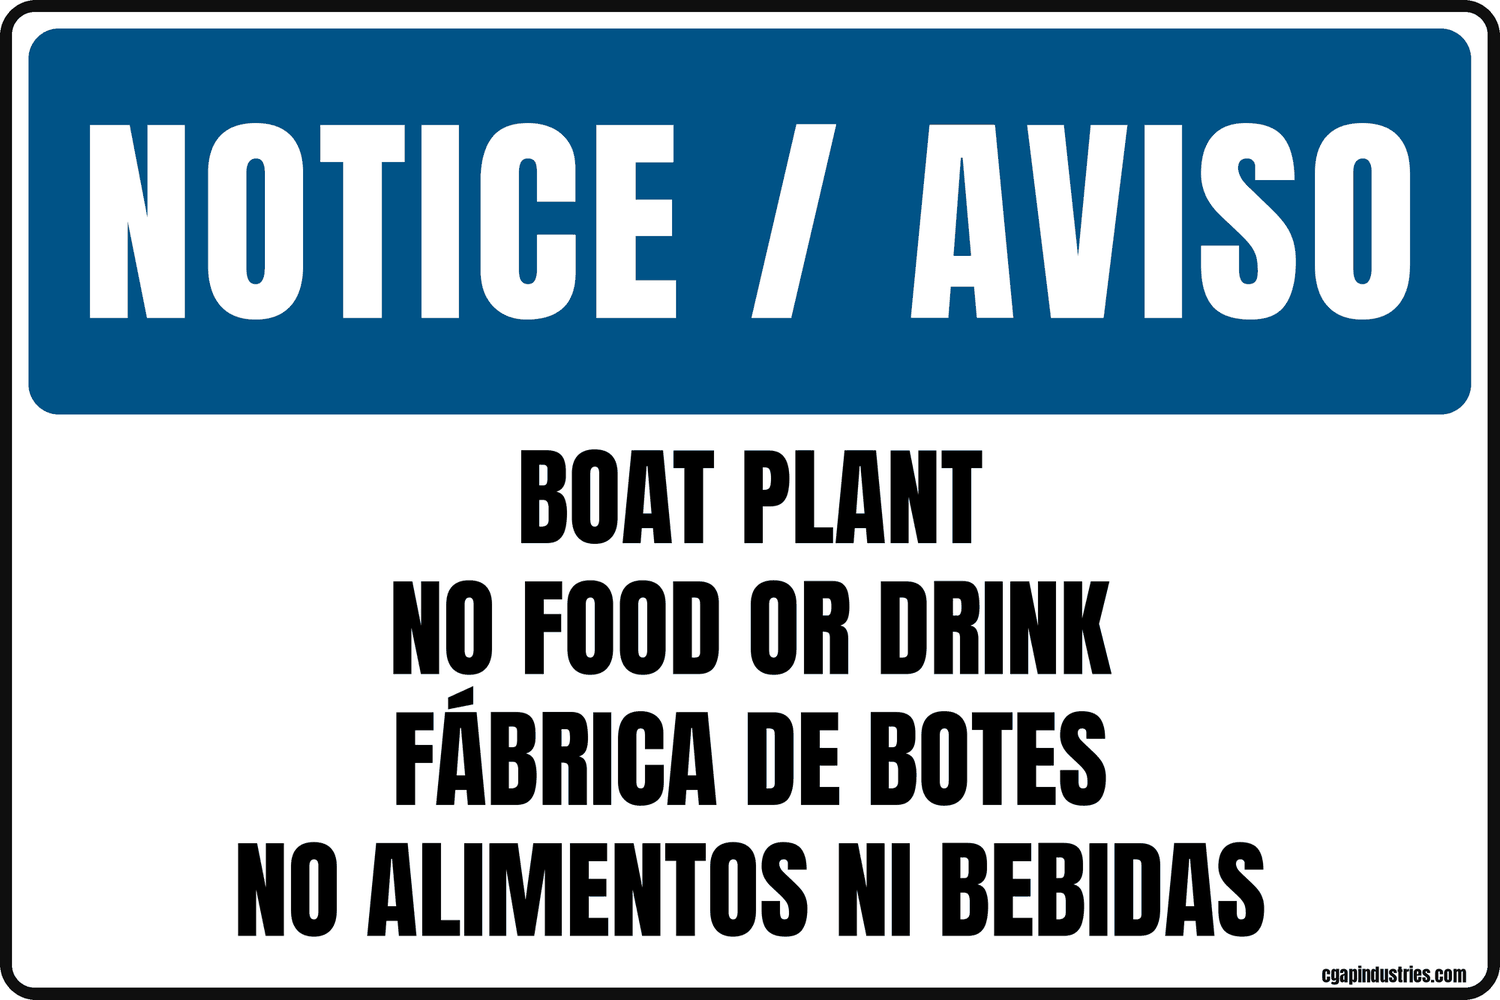 NOTICE / AVISO
BOAT PLANT
NO FOOD OR DRINK
FÁBRICA DE BOTES
NO ALIMENTOS NI BEBIDAS
cgapindustries.com